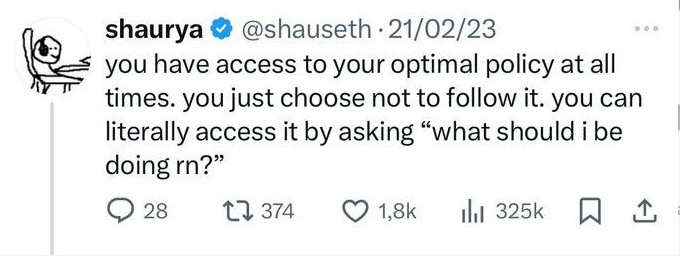 shaurya @shauseth · 21/02/23
you have access to your optimal policy at all
times. you just choose not to follow it. you can
literally access it by asking “what should i be
doing rn?”
28 374 1,8k 325k